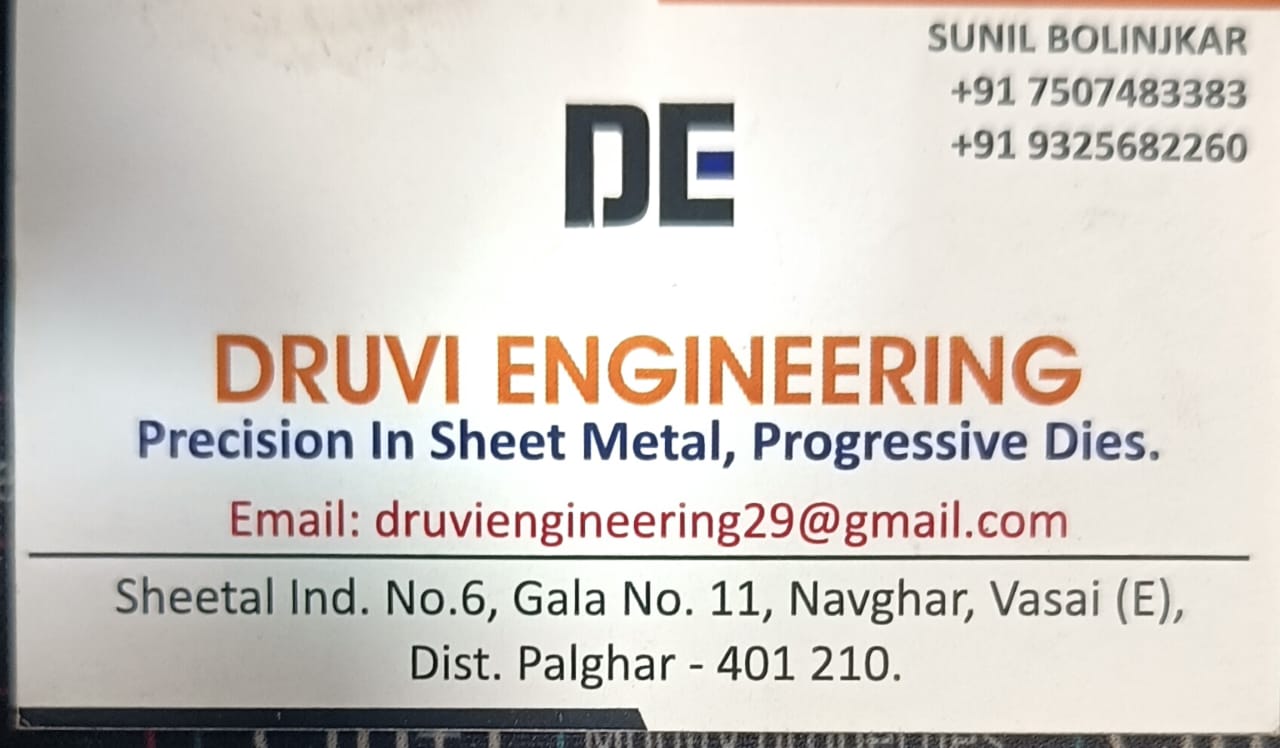 SUNIL BOLINJKAR
+91 7507483383
+91 9325682260
DE
DRUVI ENGINEERING
Precision In Sheet Metal, Progressive Dies.
Email: druviengineering29@gmail.com
Sheetal Ind. No.6, Gala No. 11, Navghar, Vasai (E),
Dist. Palghar - 401 210.